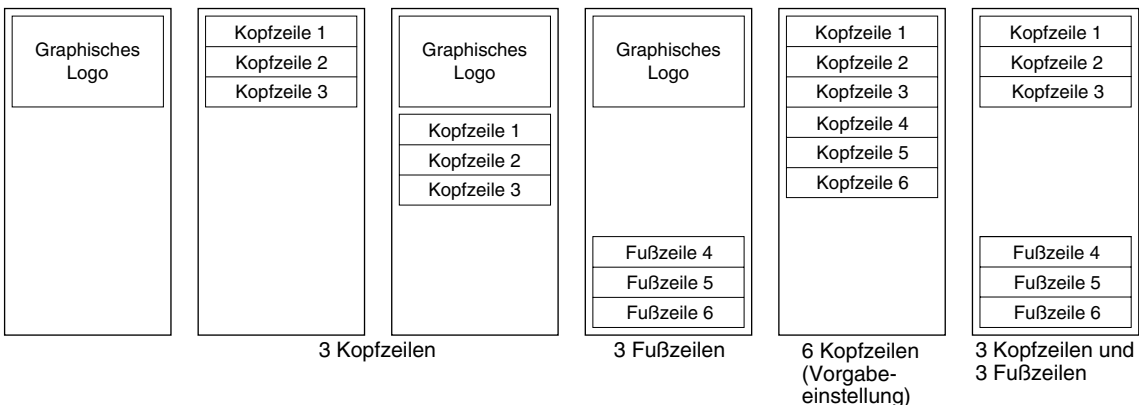 Graphisches
Logo
Kopfzeile 1
Kopfzeile 2
Kopfzeile 3
Graphisches
Logo
Kopfzeile 1
Kopfzeile 2
Kopfzeile 3
3 Kopfzeilen
Graphisches
Logo
Fußzeile 4
Fußzeile 5
Fußzeile 6
3 Fußzeilen
Kopfzeile 1
Kopfzeile 2
Kopfzeile 3
Kopfzeile 4
Kopfzeile 5
Kopfzeile 6
6 Kopfzeilen
(Vorgabe-
einstellung)
Kopfzeile 1
Kopfzeile 2
Kopfzeile 3
Fußzeile 4
Fußzeile 5
Fußzeile 6
3 Kopfzeilen und
3 Fußzeilen